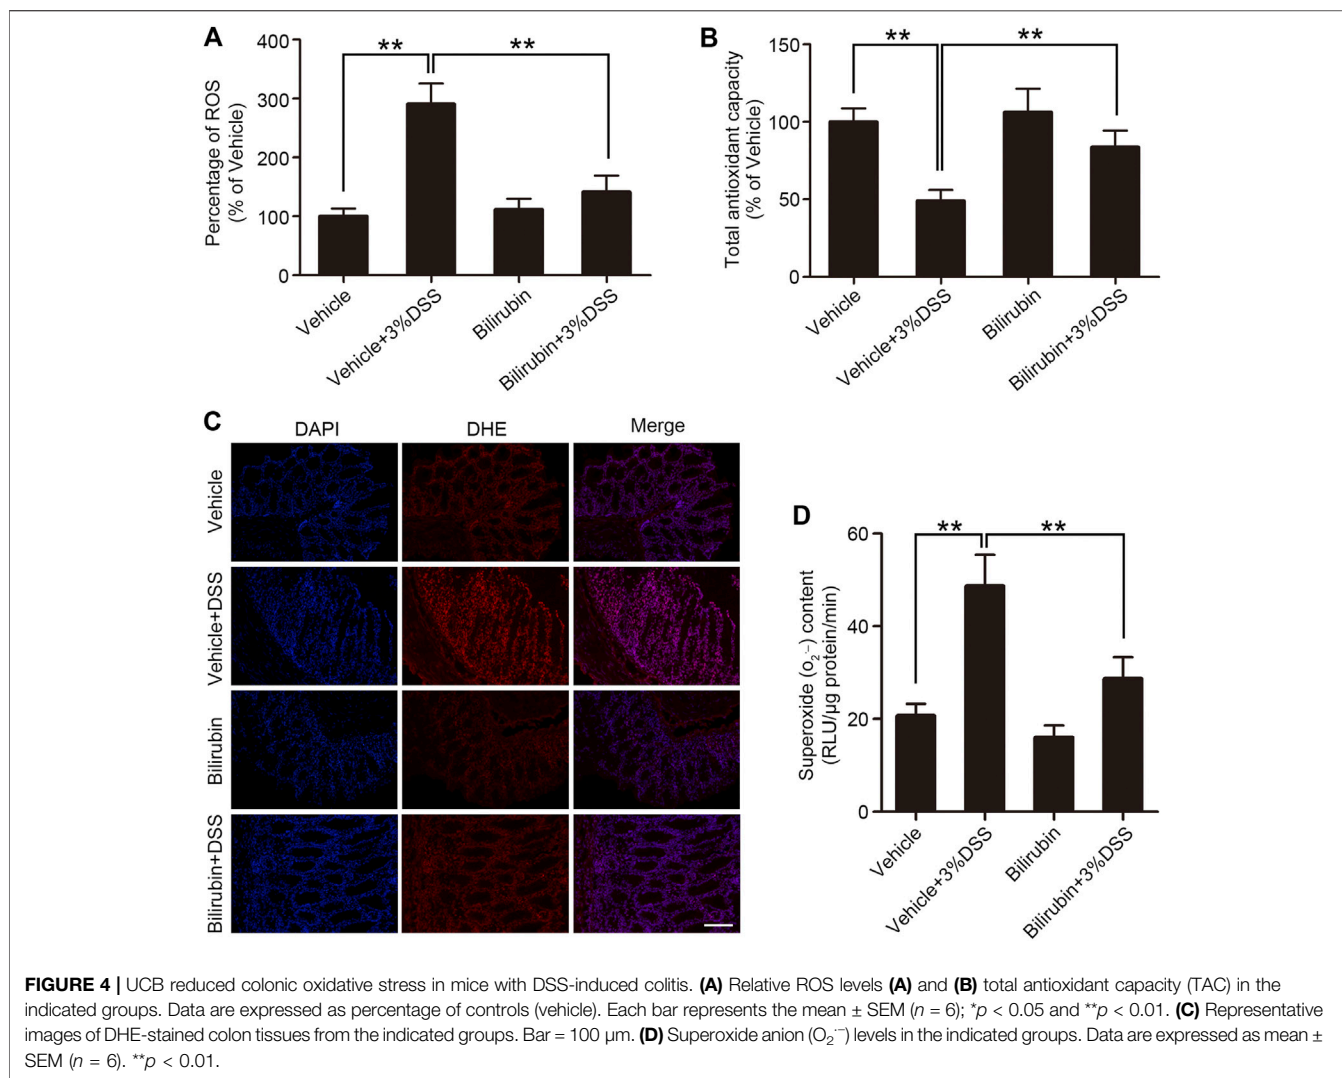 A
Percentage of ROS
(% of Vehicle)
400
300
200
100
0
**
**
Vehicle
Vehicle+3%DSS
Bilirubin
Bilirubin+3%DSS
B
Total antioxidant capacity
(% of Vehicle)
150
100
50
0
**
**
Vehicle
Vehicle+3%DSS
Bilirubin
Bilirubin+3%DSS
C
DAPI
DHE
Merge
Vehicle
Vehicle+DSS
Bilirubin
Bilirubin+DSS
D
Superoxide (o₂·−) content
(RLU/µg protein/min)
60
40
20
0
**
**
Vehicle
Vehicle+3%DSS
Bilirubin
Bilirubin+3%DSS
FIGURE 4 | UCB reduced colonic oxidative stress in mice with DSS-induced colitis. (A) Relative ROS levels (A) and (B) total antioxidant capacity (TAC) in the
indicated groups. Data are expressed as percentage of controls (vehicle). Each bar represents the mean ± SEM (n = 6); *p < 0.05 and **p < 0.01. (C) Representative
images of DHE-stained colon tissues from the indicated groups. Bar = 100 µm. (D) Superoxide anion (O₂·−) levels in the indicated groups. Data are expressed as mean ±
SEM (n = 6). **p < 0.01.